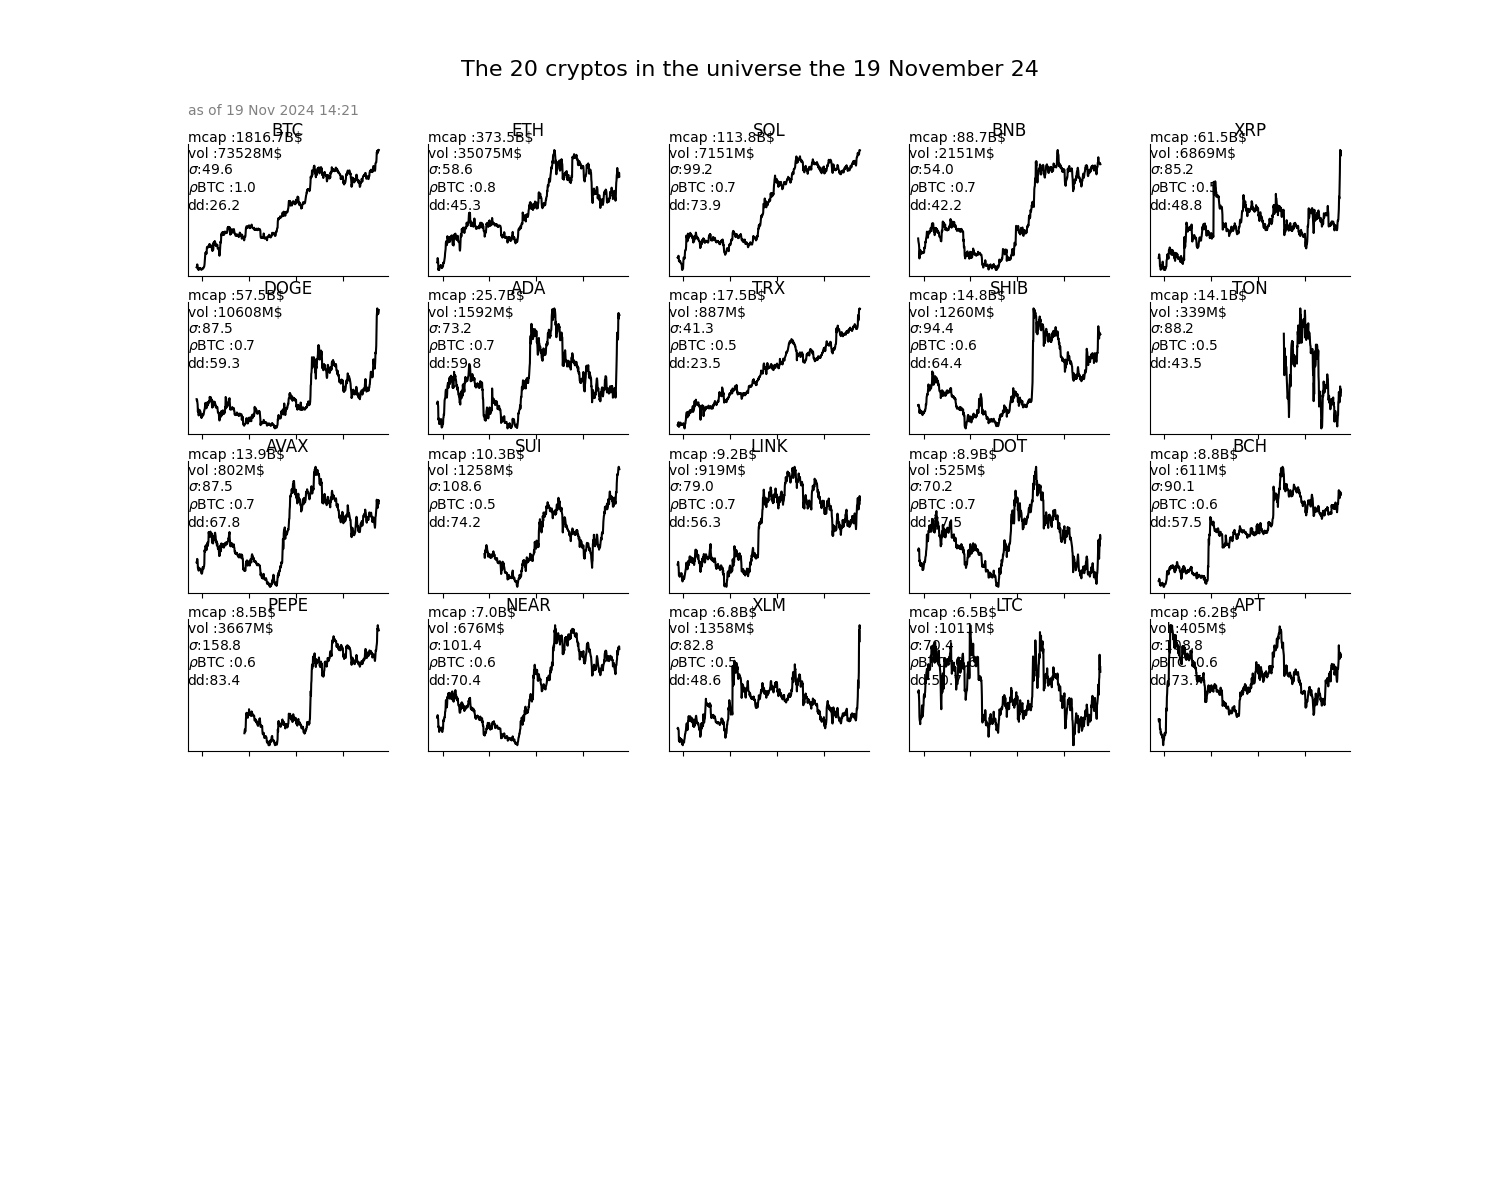 The 20 cryptos in the universe the 19 November 24
as of 19 Nov 2024 14:21
BTC
mcap :1816.7B$
vol :73528M$
σ:49.6
ρBTC :1.0
dd:26.2
ETH
mcap :373.5B$
vol :35075M$
σ:58.6
ρBTC :0.8
dd:45.3
SOL
mcap :113.8B$
vol :7151M$
σ:99.2
ρBTC :0.7
dd:73.9
BNB
mcap :88.7B$
vol :2151M$
σ:54.0
ρBTC :0.7
dd:42.2
XRP
mcap :61.5B$
vol :6869M$
σ:85.2
ρBTC :0.5
dd:48.8
DOGE
mcap :57.5B$
vol :10608M$
σ:87.5
ρBTC :0.7
dd:59.3
ADA
mcap :25.7B$
vol :1592M$
σ:73.2
ρBTC :0.7
dd:59.8
TRX
mcap :17.5B$
vol :887M$
σ:41.3
ρBTC :0.5
dd:23.5
SHIB
mcap :14.8B$
vol :1260M$
σ:94.4
ρBTC :0.6
dd:64.4
TON
mcap :14.1B$
vol :339M$
σ:88.2
ρBTC :0.5
dd:43.5
AVAX
mcap :13.9B$
vol :802M$
σ:87.5
ρBTC :0.7
dd:67.8
SUI
mcap :10.3B$
vol :1258M$
σ:108.6
ρBTC :0.5
dd:74.2
LINK
mcap :9.2B$
vol :919M$
σ:79.0
ρBTC :0.7
dd:56.3
DOT
mcap :8.9B$
vol :525M$
σ:70.2
ρBTC :0.7
BCH
mcap :8.8B$
vol :611M$
σ:90.1
ρBTC :0.6
dd:57.5
PEPE
mcap :8.5B$
vol :3667M$
σ:158.8
ρBTC :0.6
dd:83.4
NEAR
mcap :7.0B$
vol :676M$
σ:101.4
ρBTC :0.6
dd:70.4
XLM
mcap :6.8B$
vol :1358M$
σ:82.8
ρBTC :0.5
dd:48.6
LTC
mcap :6.5B$
vol :1011M$
APT
mcap :6.2B$
vol :405M$
ρBTC :0.6